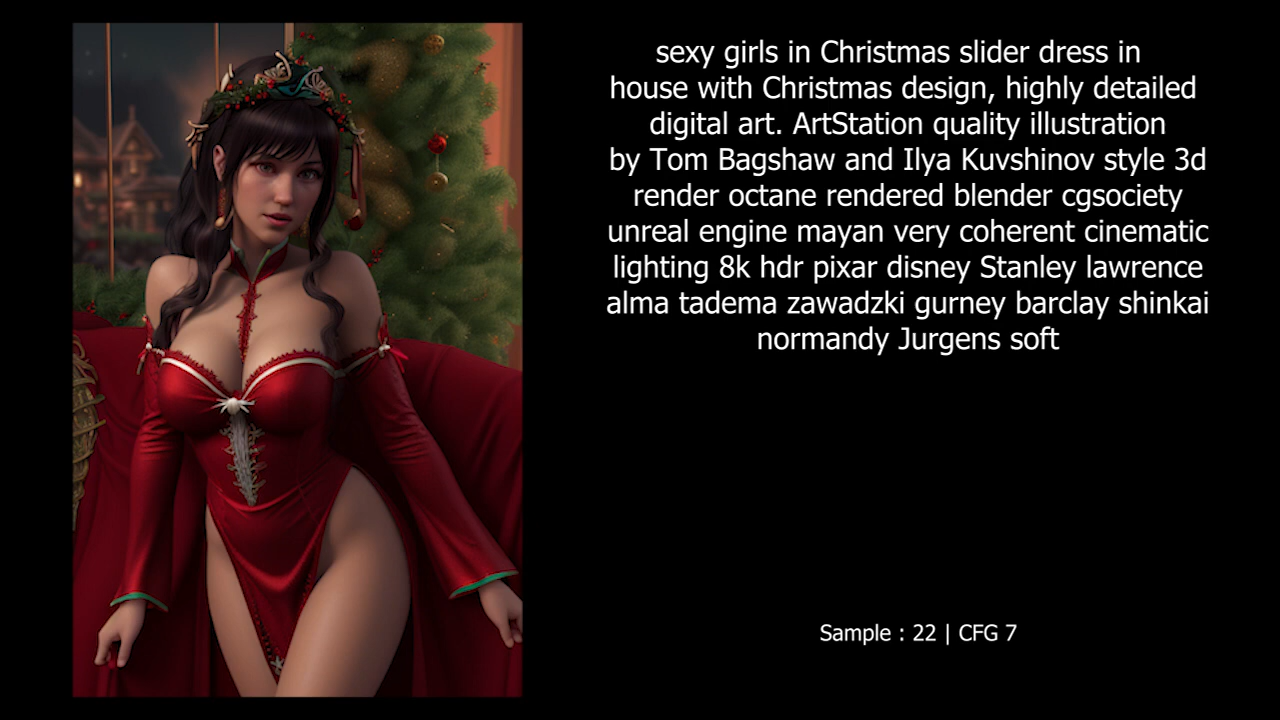 sexy girls in Christmas slider dress in
house with Christmas design, highly detailed
digital art. ArtStation quality illustration
by Tom Bagshaw and Ilya Kuvshinov style 3d
render octane rendered blender cgsociety
unreal engine mayan very coherent cinematic
lighting 8k hdr pixar disney Stanley lawrence
alma tadema zawadzki gurney barclay shinkai
normandy Jurgens soft
Sample : 22 | CFG 7